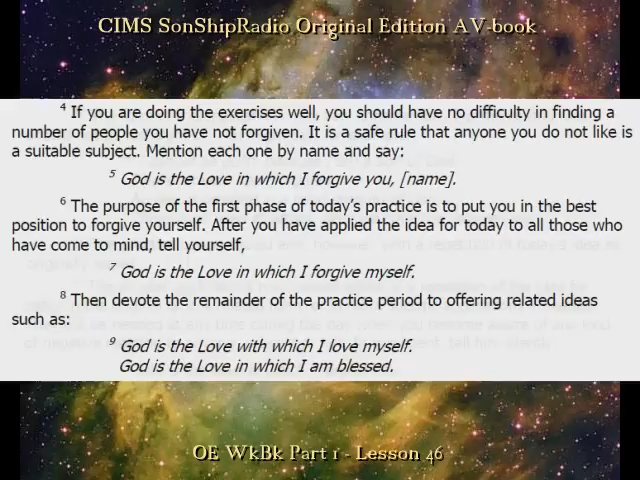 CIMS SonShipRadio Original Edition AV-book
4 If you are doing the exercises well, you should have no difficulty in finding a
number of people you have not forgiven. It is a safe rule that anyone you do not like is
a suitable subject. Mention each one by name and say:
5 God is the Love in which I forgive you, [name].
6 The purpose of the first phase of today's practice is to put you in the best
position to forgive yourself. After you have applied the idea for today to all those who
have come to mind, tell yourself,
7 God is the Love in which I forgive myself.
8 Then devote the remainder of the practice period to offering related ideas
such as:
9 God is the Love with which I love myself.
God is the Love in which I am blessed.
OE WkBk Part 1 - Lesson 46